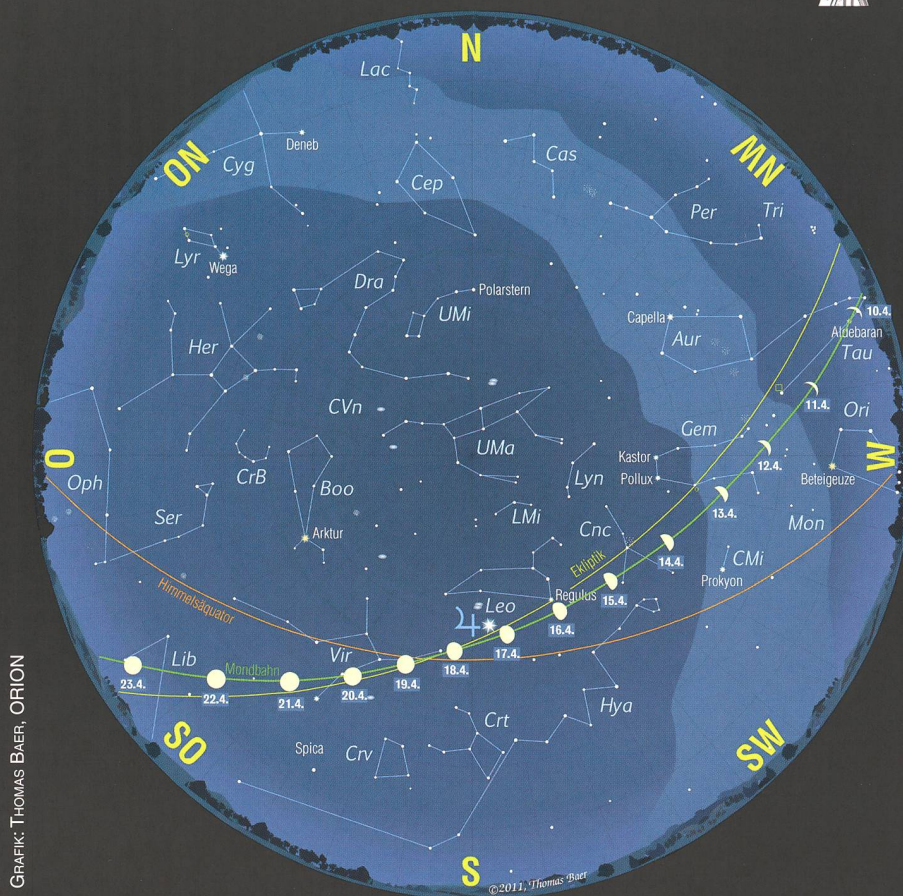 N
Lac
NO
Deneb
Cyg
Cas
NW
Cep
Per
Tri
Lyr
Wega
Dra
Polarstern
UMi
Capella
10.4.
Aldebaran
Aur
Tau
Her
11.4.
CVn
Ori
Gem
UMa
12.4.
O
W
Kastor
Pollux
Lyn
Beteigeuze
CrB
Boo
Oph
13.4.
Ser
LMi
Mon
Arktur
Cnc
14.4.
CMi
Prokyon
Ekliptik
Himmelsäquator
15.4.
Regulus
♃
Leo
16.4.
17.4.
Vir
Lib
Mondbahn
18.4.
19.4.
23.4.
22.4.
21.4.
20.4.
Hya
Crt
SO
SW
Spica
Crv
S
©2011, Thomas Baer
GRAFIK: THOMAS BAER, ORION